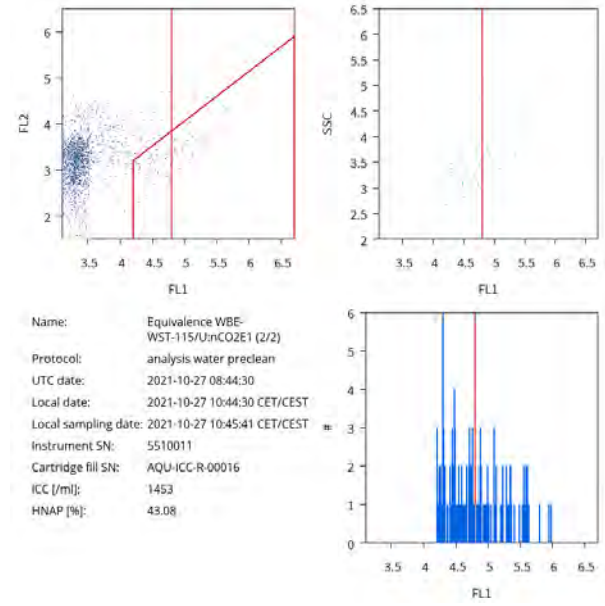 6
5
4
3
2
FL2
3.5 4 4.5 5 5.5 6 6.5
FL1
6.5
6
5.5
5
4.5
4
3.5
3
2.5
2
SSC
3.5 4 4.5 5 5.5 6 6.5
FL1
Name: Equivalence WBE-
WST-115/U:nCO2E1 (2/2)
Protocol: analysis water preclean
UTC date: 2021-10-27 08:44:30
Local date: 2021-10-27 10:44:30 CET/CEST
Local sampling date: 2021-10-27 10:45:41 CET/CEST
Instrument SN: 5510011
Cartridge fill SN: AQU-ICC-R-00016
ICC [/ml]: 1453
HNAP [%]: 43.08
6
5
4
3
2
1
0
#
3.5 4 4.5 5 5.5 6 6.5
FL1